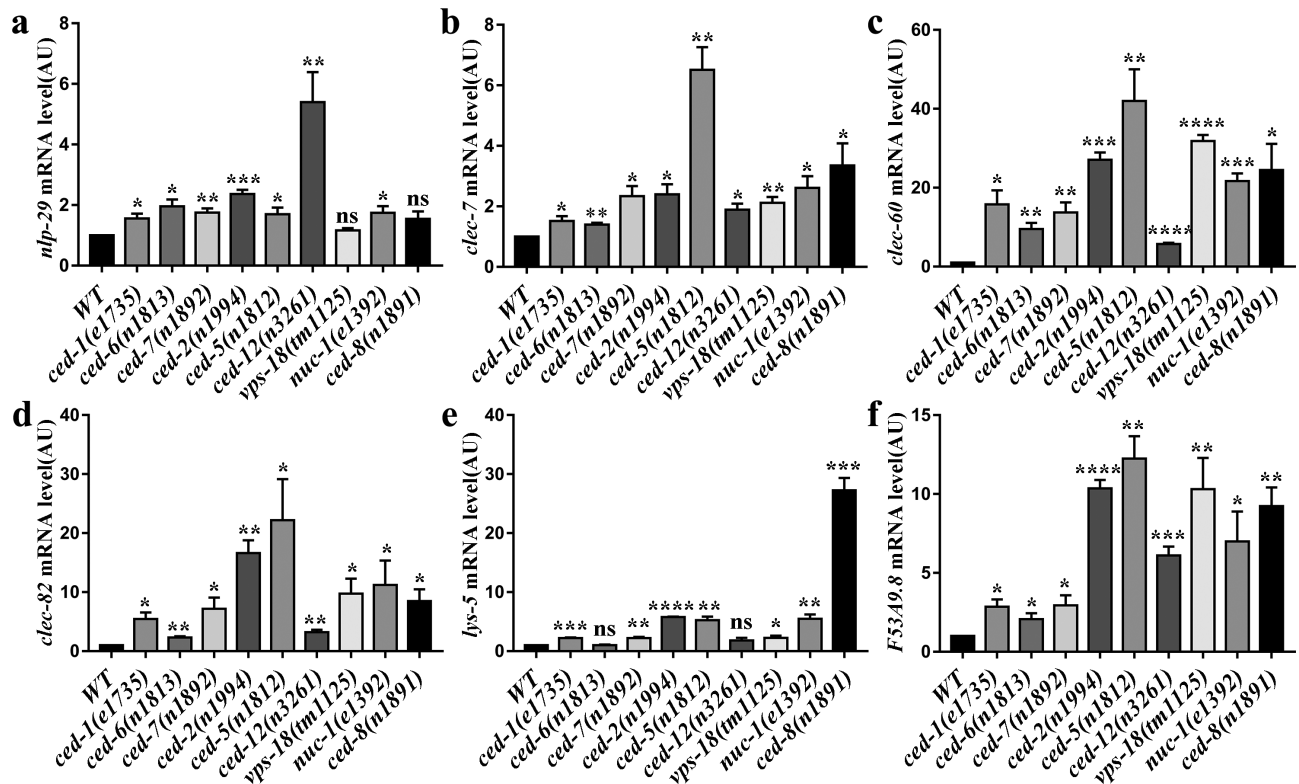 a
nlp-29 mRNA level(AU)
8
6
4
2
0
**
*
*
**
***
*
ns
*
ns
WT
ced-1(e1735)
ced-6(n1813)
ced-7(n1892)
ced-2(n1994)
ced-5(n1812)
ced-12(n3261)
vps-18(tm1125)
nuc-1(e1392)
ced-8(n1891)
b
clec-7 mRNA level(AU)
8
6
4
2
0
*
**
*
*
**
*
**
*
*
WT
ced-1(e1735)
ced-6(n1813)
ced-7(n1892)
ced-2(n1994)
ced-5(n1812)
ced-12(n3261)
vps-18(tm1125)
nuc-1(e1392)
ced-8(n1891)
c
clec-60 mRNA level(AU)
60
40
20
0
*
**
**
***
**
****
****
***
*
WT
ced-1(e1735)
ced-6(n1813)
ced-7(n1892)
ced-2(n1994)
ced-5(n1812)
ced-12(n3261)
vps-18(tm1125)
nuc-1(e1392)
ced-8(n1891)
d
clec-82 mRNA level(AU)
40
30
20
10
0
*
**
*
**
*
**
*
*
*
WT
ced-1(e1735)
ced-6(n1813)
ced-7(n1892)
ced-2(n1994)
ced-5(n1812)
ced-12(n3261)
vps-18(tm1125)
nuc-1(e1392)
ced-8(n1891)
e
lys-5 mRNA level(AU)
40
30
20
10
0
***
ns
**
****
**
ns
*
**
***
WT
ced-1(e1735)
ced-6(n1813)
ced-7(n1892)
ced-2(n1994)
ced-5(n1812)
ced-12(n3261)
vps-18(tm1125)
nuc-1(e1392)
ced-8(n1891)
f
F53A9.8 mRNA level(AU)
15
10
5
0
*
*
*
****
**
***
**
*
**
WT
ced-1(e1735)
ced-6(n1813)
ced-7(n1892)
ced-2(n1994)
ced-5(n1812)
ced-12(n3261)
vps-18(tm1125)
nuc-1(e1392)
ced-8(n1891)